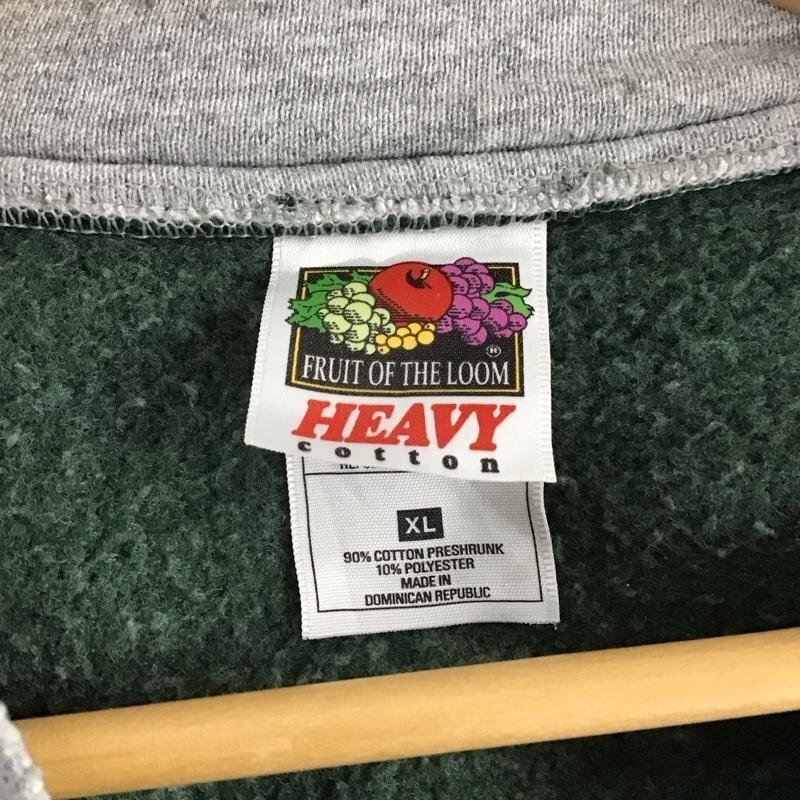 FRUIT OF THE LOOM
HEAVY
cotton
XL
90% COTTON PRESHRUNK
10% POLYESTER
MADE IN
DOMINICAN REPUBLIC